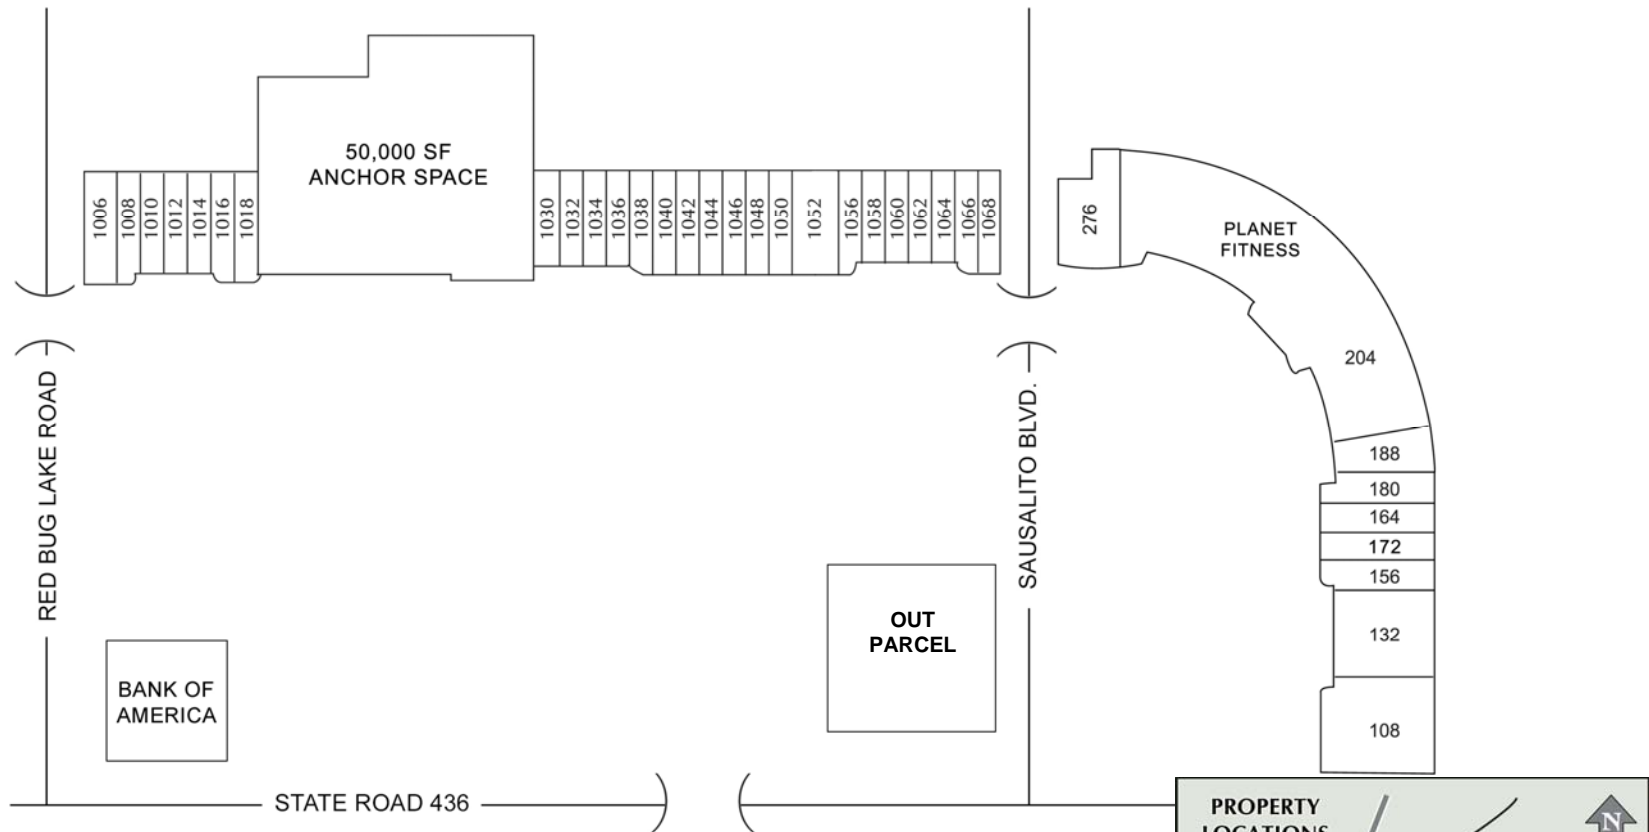 50,000 SF
ANCHOR SPACE
1006
1008
1010
1012
1014
1016
1018
1030
1032
1034
1036
1038
1040
1042
1044
1046
1048
1050
1052
1056
1058
1060
1062
1064
1066
1068
276
PLANET
FITNESS
204
188
180
164
172
156
132
108
RED BUG LAKE ROAD
SAUSALITO BLVD.
OUT
PARCEL
BANK OF
AMERICA
STATE ROAD 436
PROPERTY
LOCATIONS
N